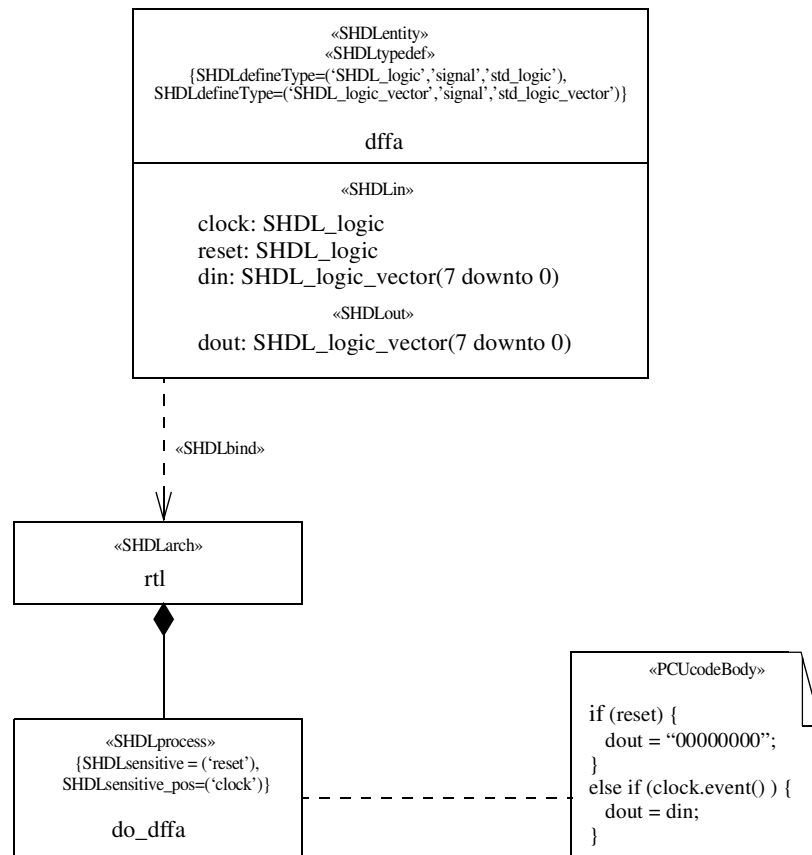 «SHDLentity»
«SHDLtypedef»
{SHDLdefineType=(‘SHDL_logic’,’signal’,’std_logic’),
SHDLdefineType=(‘SHDL_logic_vector’,’signal’,’std_logic_vector’)}
dffa
«SHDLin»
clock: SHDL_logic
reset: SHDL_logic
din: SHDL_logic_vector(7 downto 0)
«SHDLout»
dout: SHDL_logic_vector(7 downto 0)
«SHDLbind»
«SHDLarch»
rtl
«SHDLprocess»
{SHDLsensitive = (‘reset’),
SHDLsensitive_pos=(‘clock’)}
do_dffa
«PCUcodeBody»
if (reset) {
dout = “00000000”;
}
else if (clock.event() ) {
dout = din;
}